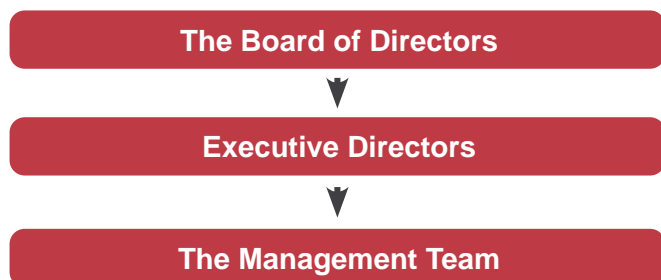 The Board of Directors
Executive Directors
The Management Team